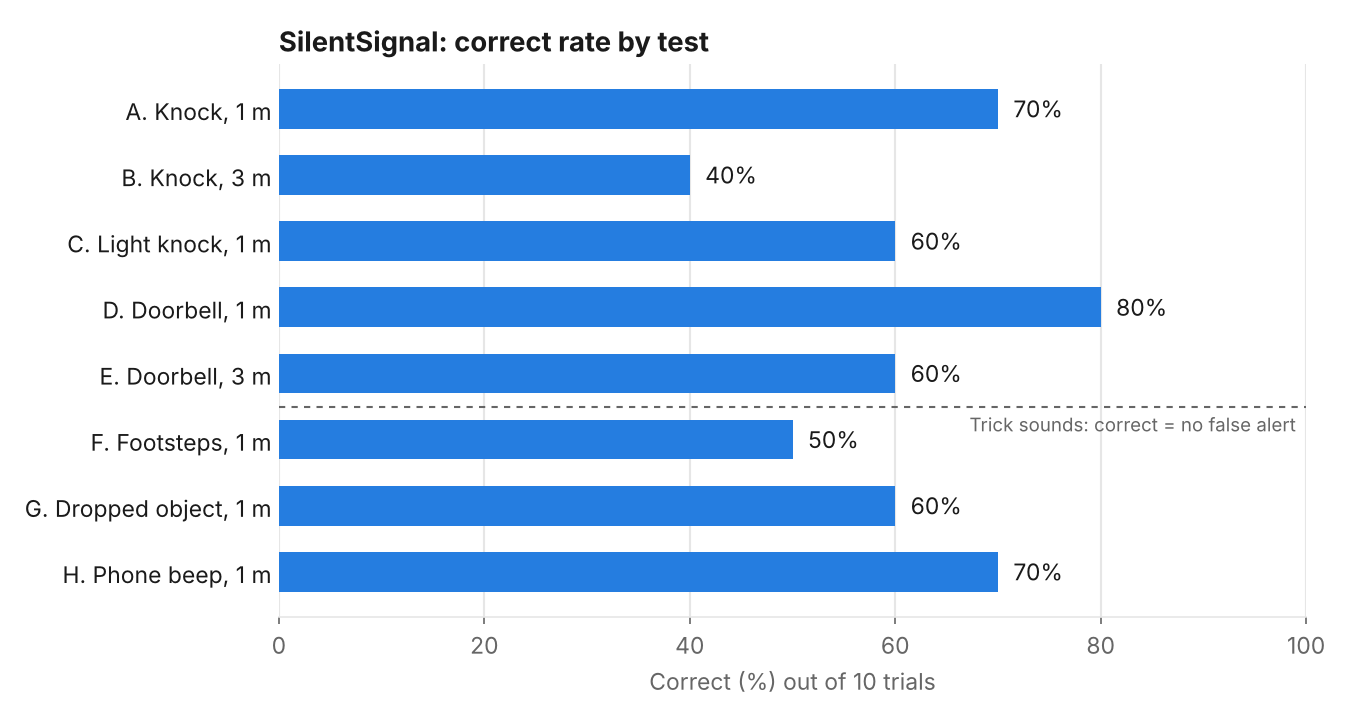 SilentSignal: correct rate by test
A. Knock, 1 m
70%
B. Knock, 3 m
40%
C. Light knock, 1 m
60%
D. Doorbell, 1 m
80%
E. Doorbell, 3 m
60%
Trick sounds: correct = no false alert
F. Footsteps, 1 m
50%
G. Dropped object, 1 m
60%
H. Phone beep, 1 m
70%
0 20 40 60 80 100
Correct (%) out of 10 trials